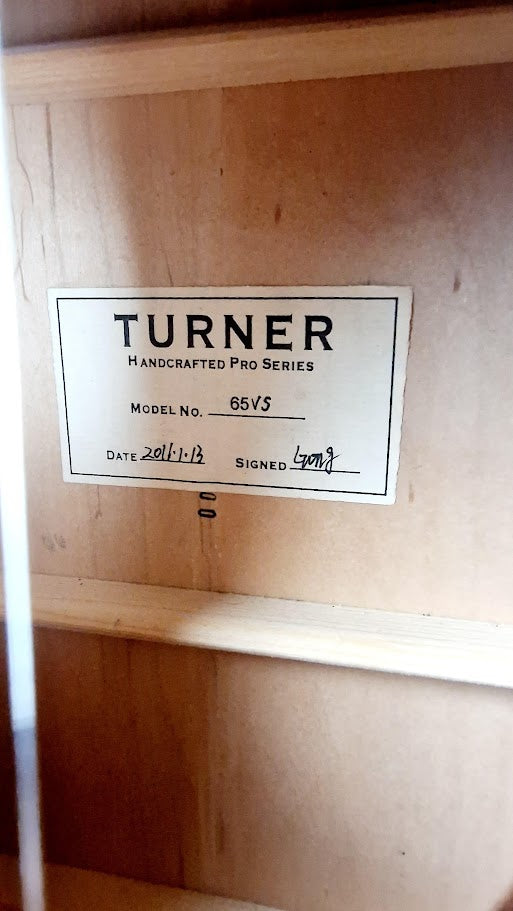 TURNER
HANDCRAFTED PRO SERIES
MODEL NO. 65VS
DATE 2011.1.13 SIGNED Gong